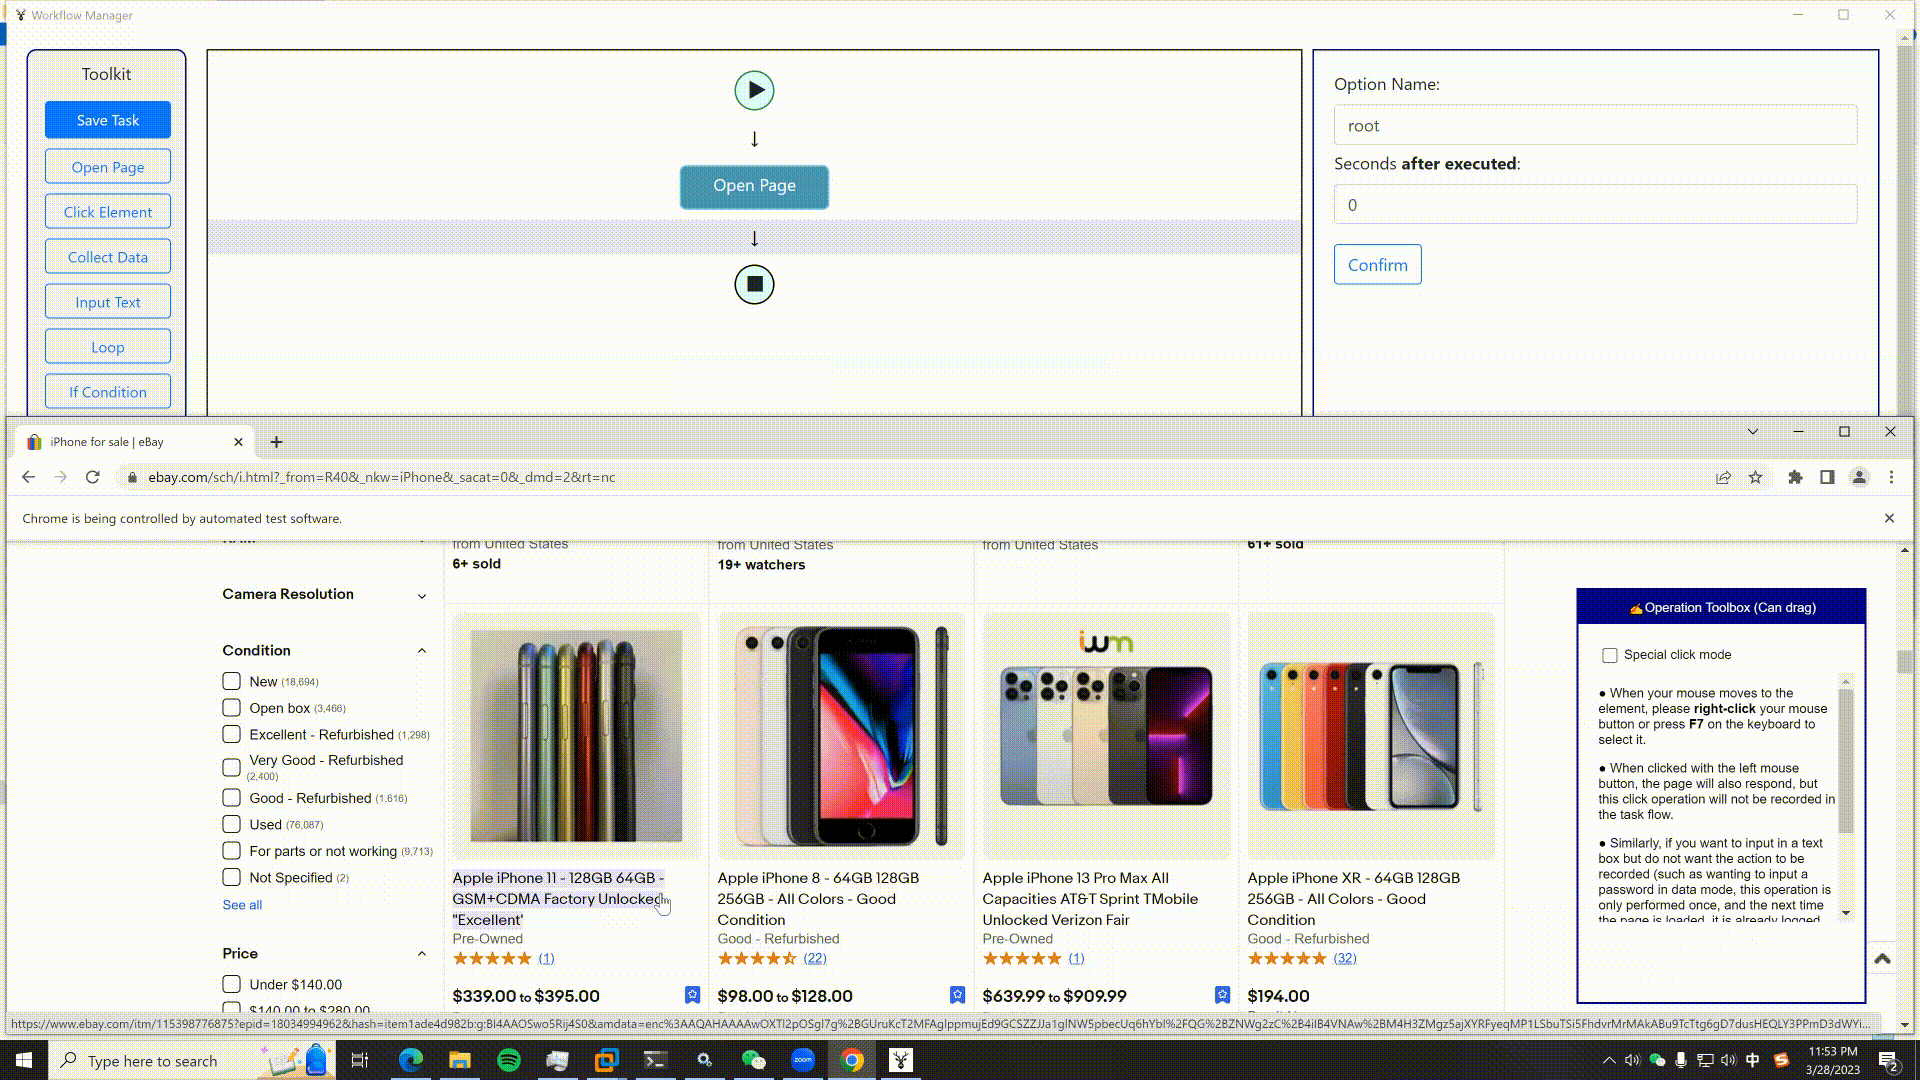 Workflow Manager
Toolkit
Save Task
Open Page
Click Element
Collect Data
Input Text
Loop
If Condition
Open Page
Option Name:
root
Seconds after executed:
0
Confirm
iPhone for sale | eBay
ebay.com/sch/i.html?_from=R40&_nkw=iPhone&_sacat=0&_dmd=2&rt=nc
Chrome is being controlled by automated test software.
Camera Resolution
Condition
New (18,694)
Open box (3,466)
Excellent - Refurbished (1,298)
Very Good - Refurbished
(2,400)
Good - Refurbished (1,616)
Used (76,087)
For parts or not working (9,713)
Not Specified (2)
See all
Price
Under $140.00
$140.00 to $280.00
from United States
6+ sold
Apple iPhone 11 - 128GB 64GB -
GSM+CDMA Factory Unlocked
"Excellent'
Pre-Owned
(1)
$339.00 to $395.00
from United States
19+ watchers
Apple iPhone 8 - 64GB 128GB
256GB - All Colors - Good
Condition
Good - Refurbished
(22)
$98.00 to $128.00
from United States
iwm
Apple iPhone 13 Pro Max All
Capacities AT&T Sprint TMobile
Unlocked Verizon Fair
Pre-Owned
(1)
$639.99 to $909.99
61+ sold
Apple iPhone XR - 64GB 128GB
256GB - All Colors - Good
Condition
Good - Refurbished
(32)
$194.00
✍Operation Toolbox (Can drag)
Special click mode
● When your mouse moves to the
element, please right-click your mouse
button or press F7 on the keyboard to
select it.
● When clicked with the left mouse
button, the page will also respond, but
this click operation will not be recorded in
the task flow.
● Similarly, if you want to input in a text
box but do not want the action to be
recorded (such as wanting to input a
password in data mode, this operation is
only performed once, and the next time
the page is loaded, it is already logged
https://www.ebay.com/itm/115398776875?epid=18034994962&hash=item1ade4d982b:g:
Type here to search
zoom
中
11:53 PM
3/28/2023
2